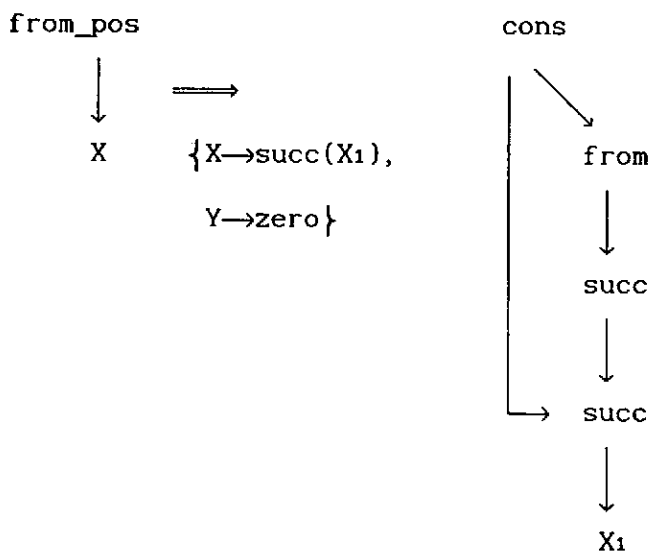 from_pos cons
X {X→succ(X₁), from
Y→zero}
succ
succ
X₁